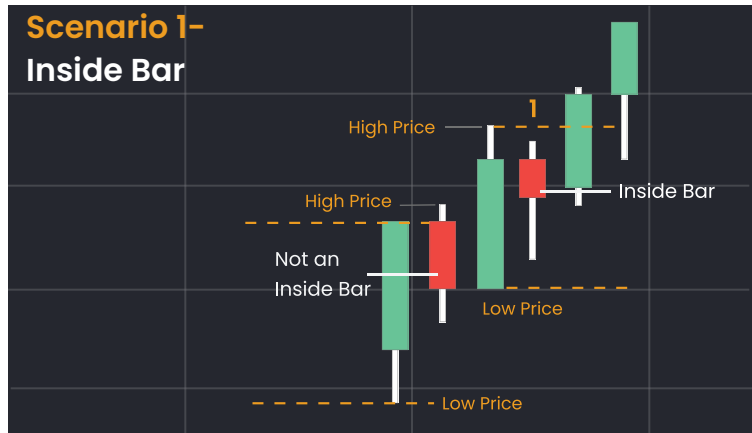 Scenario 1-
Inside Bar
1
High Price
Inside Bar
High Price
Not an
Inside Bar
Low Price
Low Price